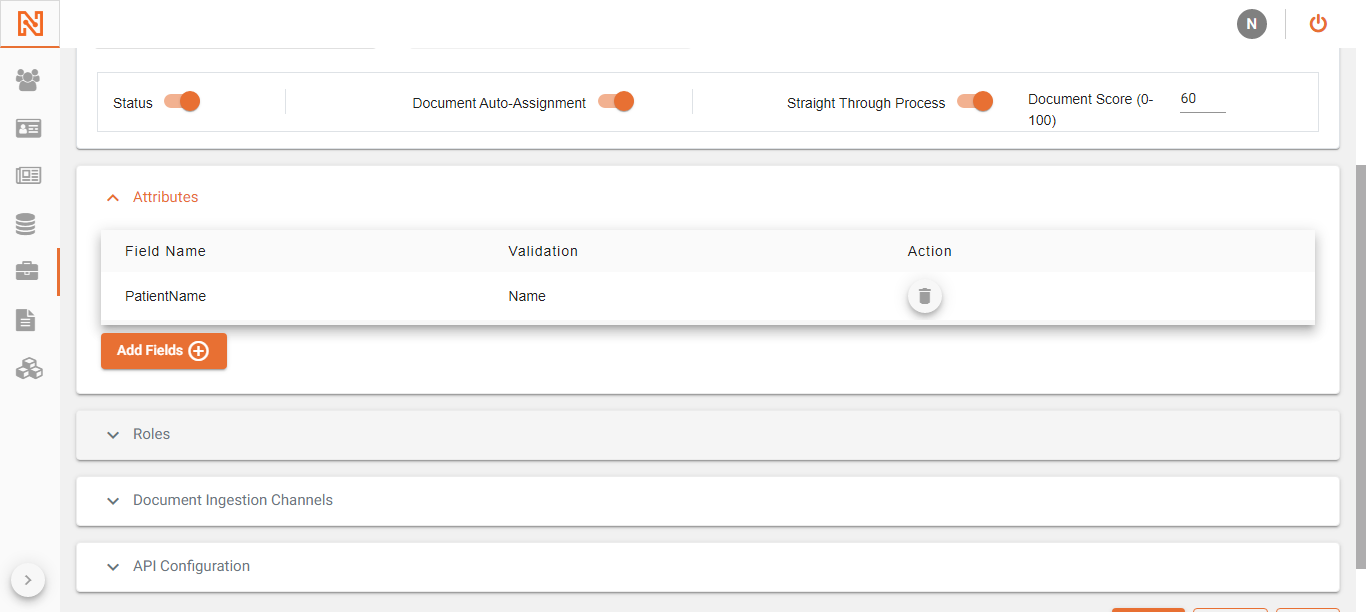 N
Status
Document Auto-Assignment
Straight Through Process
Document Score (0-
100)
60
Attributes
Field Name Validation Action
PatientName Name
Add Fields
Roles
Document Ingestion Channels
API Configuration